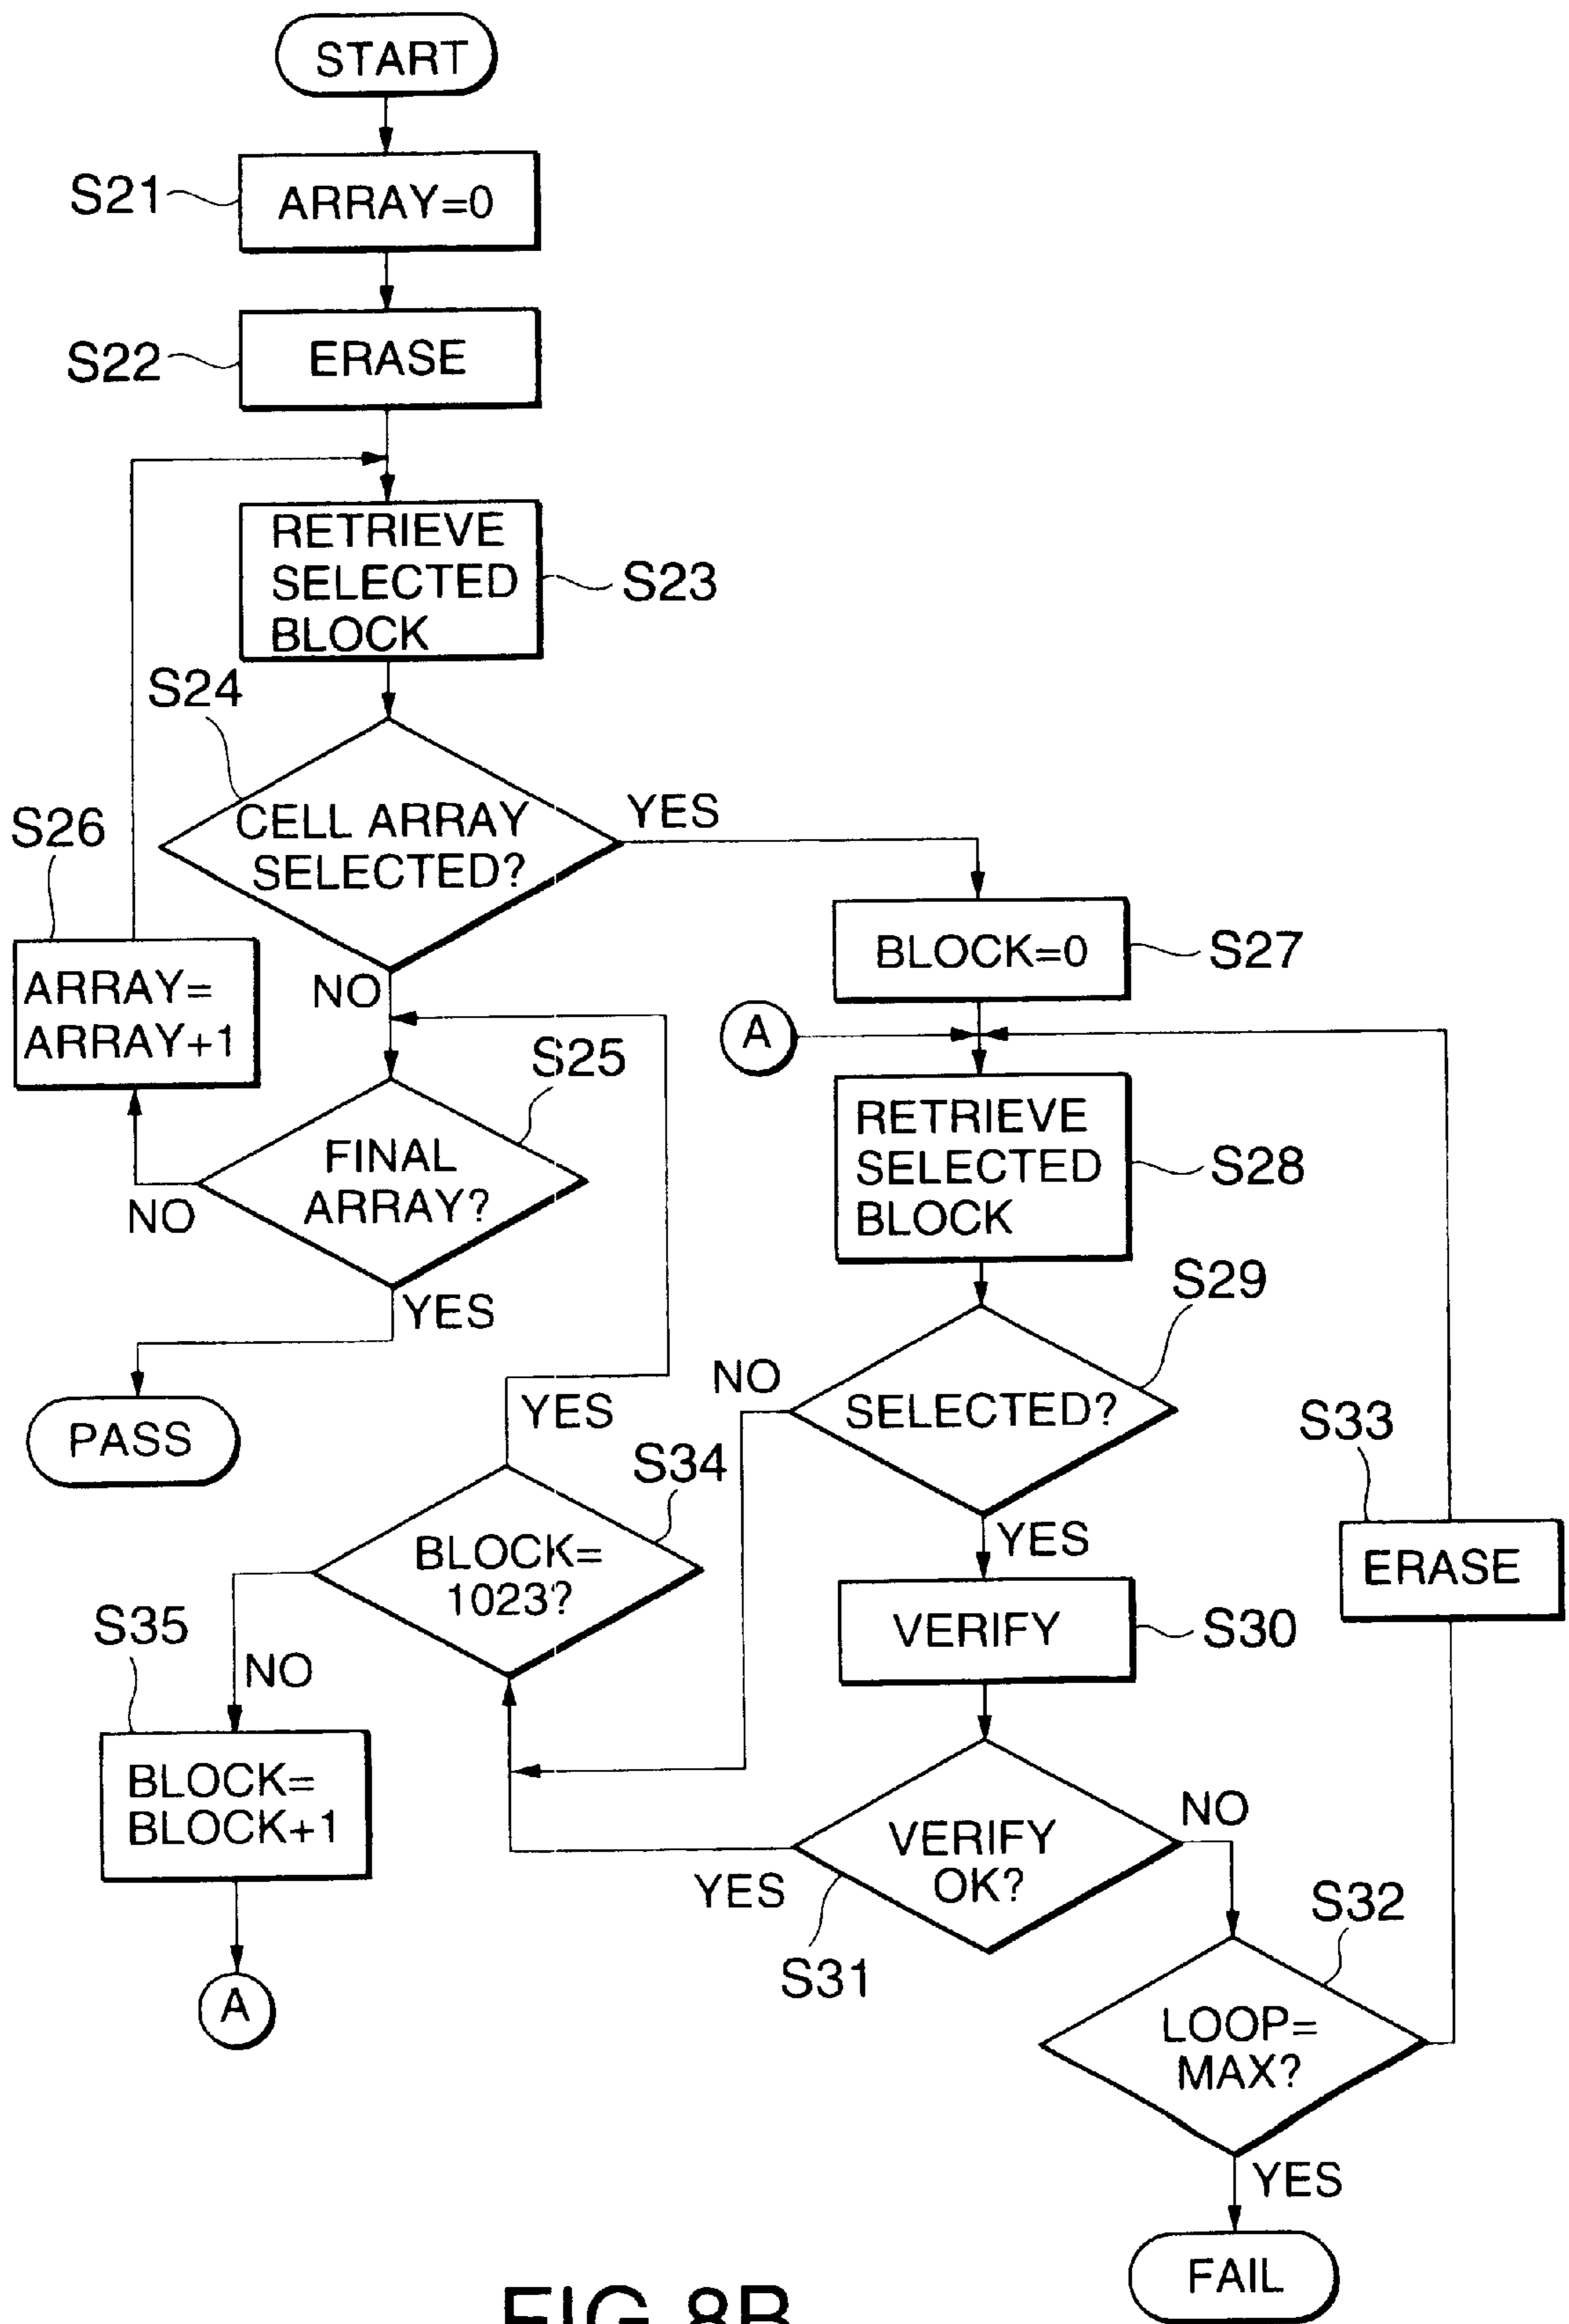 START
S21
ARRAY=0
S22
ERASE
RETRIEVE
SELECTED
BLOCK
S23
S24
CELL ARRAY
SELECTED?
YES
S26
ARRAY=
ARRAY+1
NO
BLOCK=0
S27
A
S25
FINAL
ARRAY?
NO
YES
PASS
RETRIEVE
SELECTED
BLOCK
S28
S29
NO
SELECTED?
YES
YES
S34
BLOCK=
1023?
S33
ERASE
VERIFY
S30
S35
NO
BLOCK=
BLOCK+1
A
VERIFY
OK?
NO
YES
S31
S32
LOOP=
MAX?
YES
FAIL
FIG.8B